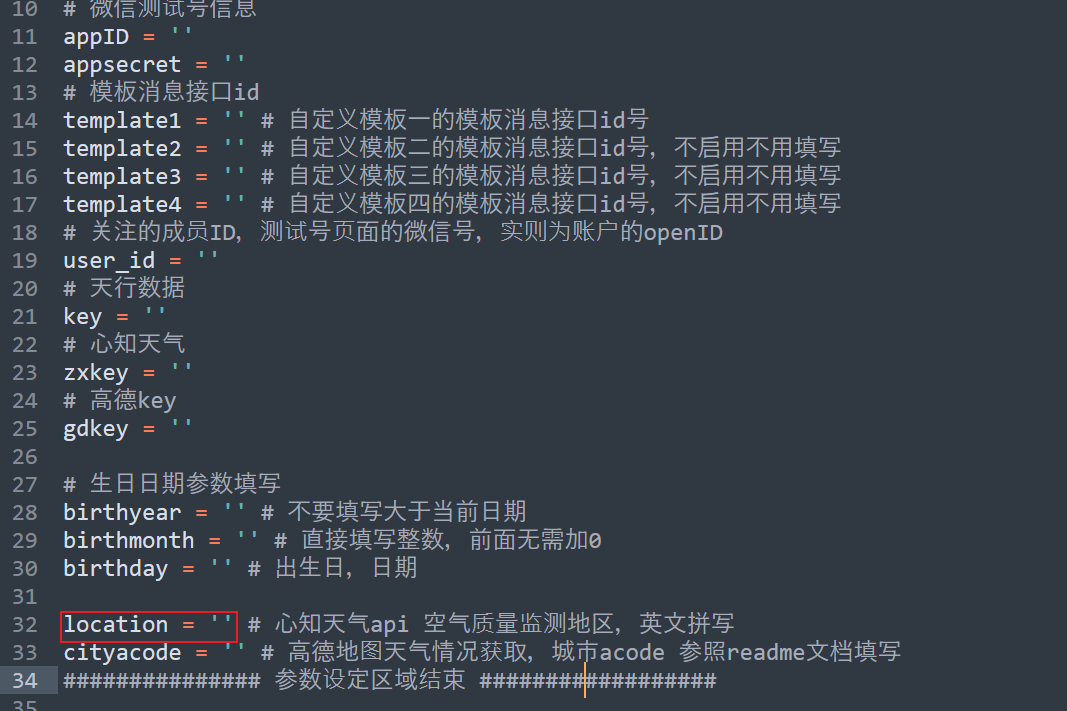 10 # 微信测试号信息
11 appID = ''
12 appsecret = ''
13 # 模板消息接口id
14 template1 = '' # 自定义模板一的模板消息接口id号
15 template2 = '' # 自定义模板二的模板消息接口id号，不启用不用填写
16 template3 = '' # 自定义模板三的模板消息接口id号，不启用不用填写
17 template4 = '' # 自定义模板四的模板消息接口id号，不启用不用填写
18 # 关注的成员ID，测试号页面的微信号，实则为账户的openID
19 user_id = ''
20 # 天行数据
21 key = ''
22 # 心知天气
23 zxkey = ''
24 # 高德key
25 gdkey = ''
26
27 # 生日日期参数填写
28 birthyear = '' # 不要填写大于当前日期
29 birthmonth = '' # 直接填写整数，前面无需加0
30 birthday = '' # 出生日，日期
31
32 location = '' # 心知天气api 空气质量监测地区，英文拼写
33 cityacode = '' # 高德地图天气情况获取，城市acode 参照readme文档填写
34 ############### 参数设定区域结束 ##################
35